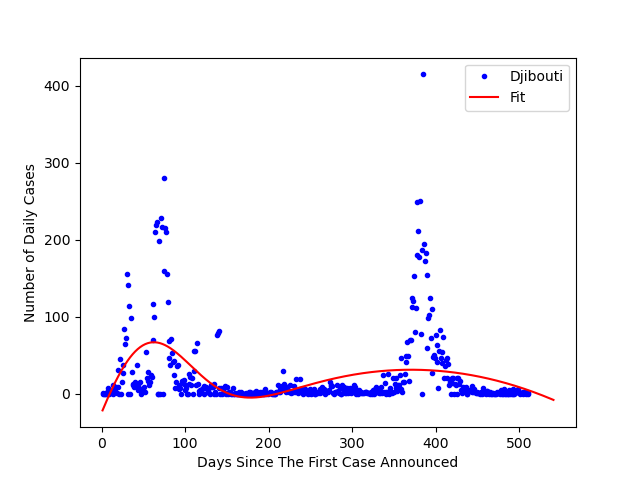 Djibouti
Fit
Number of Daily Cases
400
300
200
100
0
0 100 200 300 400 500
Days Since The First Case Announced